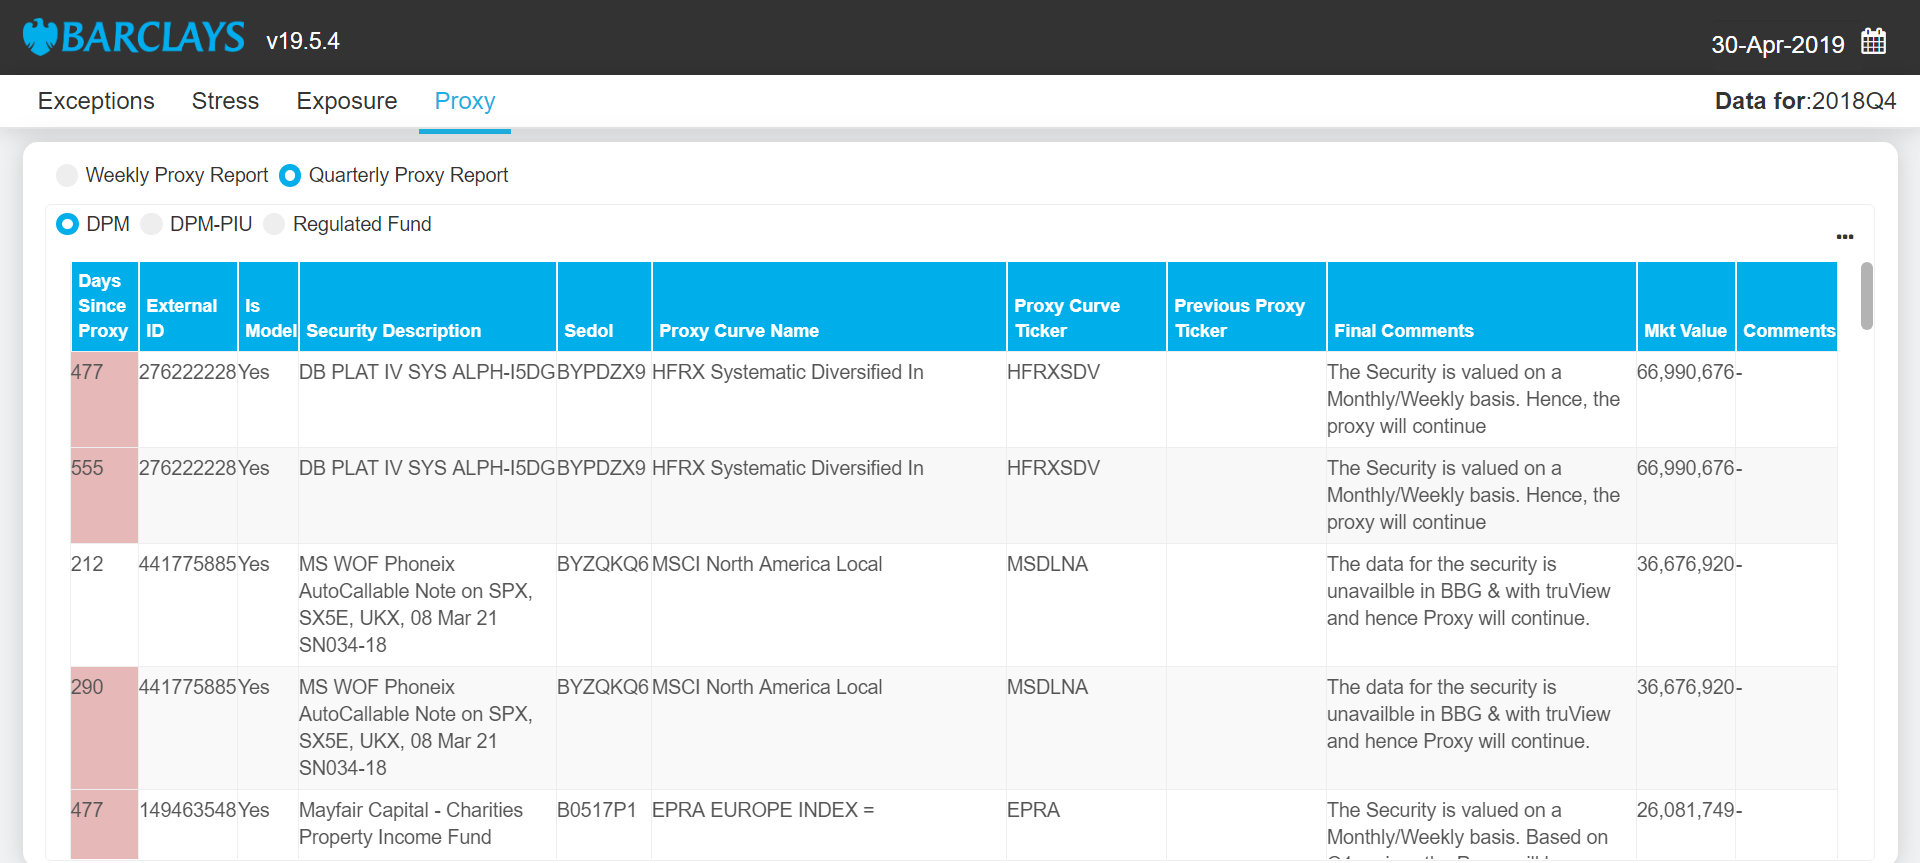 BARCLAYS v19.5.4
30-Apr-2019
Exceptions Stress Exposure Proxy
Data for:2018Q4
Weekly Proxy Report Quarterly Proxy Report
DPM DPM-PIU Regulated Fund
...
Days Since Proxy
External ID
Is Model
Security Description
Sedol
Proxy Curve Name
Proxy Curve Ticker
Previous Proxy Ticker
Final Comments
Mkt Value
Comments
477 276222228 Yes DB PLAT IV SYS ALPH-I5DG BYPDZX9 HFRX Systematic Diversified In HFRXSDV The Security is valued on a 66,990,676 -
Monthly/Weekly basis. Hence, the
proxy will continue
555 276222228 Yes DB PLAT IV SYS ALPH-I5DG BYPDZX9 HFRX Systematic Diversified In HFRXSDV The Security is valued on a 66,990,676 -
Monthly/Weekly basis. Hence, the
proxy will continue
212 441775885 Yes MS WOF Phoneix BYZQKQ6 MSCI North America Local MSDLNA The data for the security is 36,676,920 -
AutoCallable Note on SPX, unavailble in BBG & with truView
SX5E, UKX, 08 Mar 21 and hence Proxy will continue.
SN034-18
290 441775885 Yes MS WOF Phoneix BYZQKQ6 MSCI North America Local MSDLNA The data for the security is 36,676,920 -
AutoCallable Note on SPX, unavailble in BBG & with truView
SX5E, UKX, 08 Mar 21 and hence Proxy will continue.
SN034-18
477 149463548 Yes Mayfair Capital - Charities B0517P1 EPRA EUROPE INDEX = EPRA The Security is valued on a 26,081,749 -
Property Income Fund Monthly/Weekly basis. Based on